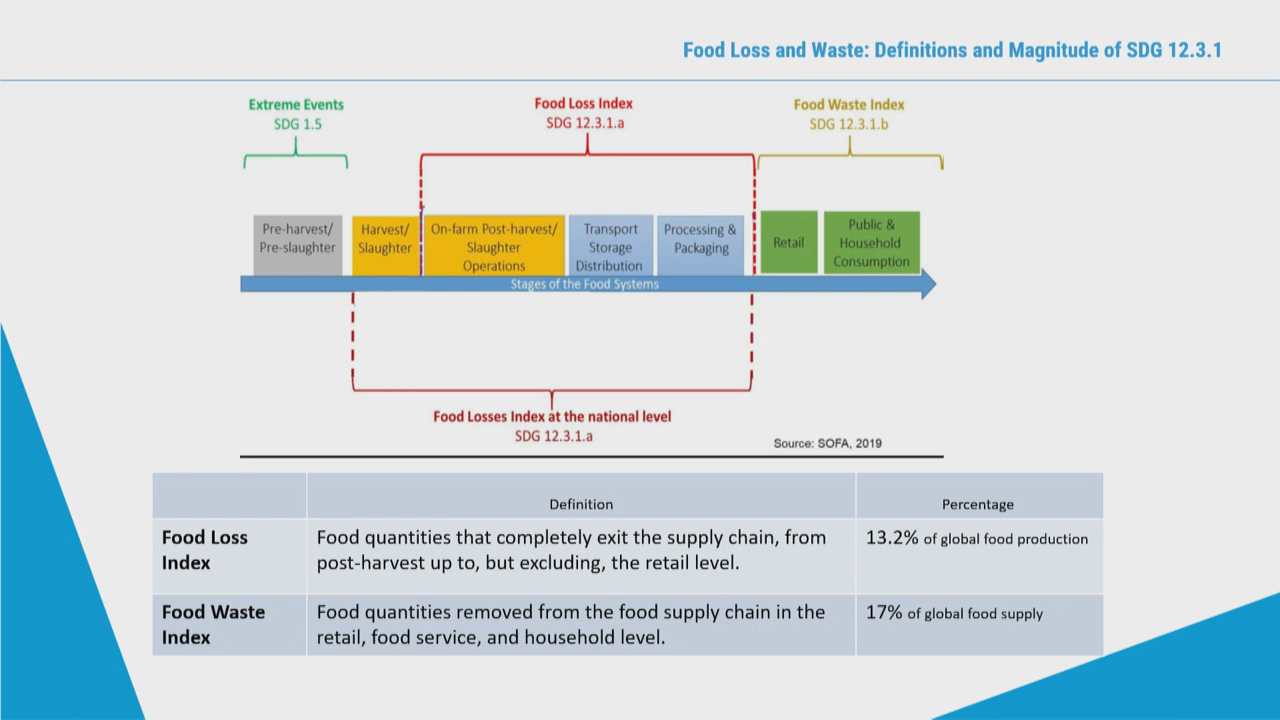 Food Loss and Waste: Definitions and Magnitude of SDG 12.3.1
Extreme Events
SDG 1.5
Food Loss Index
SDG 12.3.1.a
Food Waste Index
SDG 12.3.1.b
Pre-harvest/
Pre-slaughter
Harvest/
Slaughter
On-farm Post-harvest/
Slaughter
Operations
Transport
Storage
Distribution
Processing &
Packaging
Retail
Public &
Household
Consumption
Stages of the Food Systems
Food Losses Index at the national level
SDG 12.3.1.a
Source: SOFA, 2019
Definition
Percentage
Food Loss
Index
Food quantities that completely exit the supply chain, from
post-harvest up to, but excluding, the retail level.
13.2% of global food production
Food Waste
Index
Food quantities removed from the food supply chain in the
retail, food service, and household level.
17% of global food supply